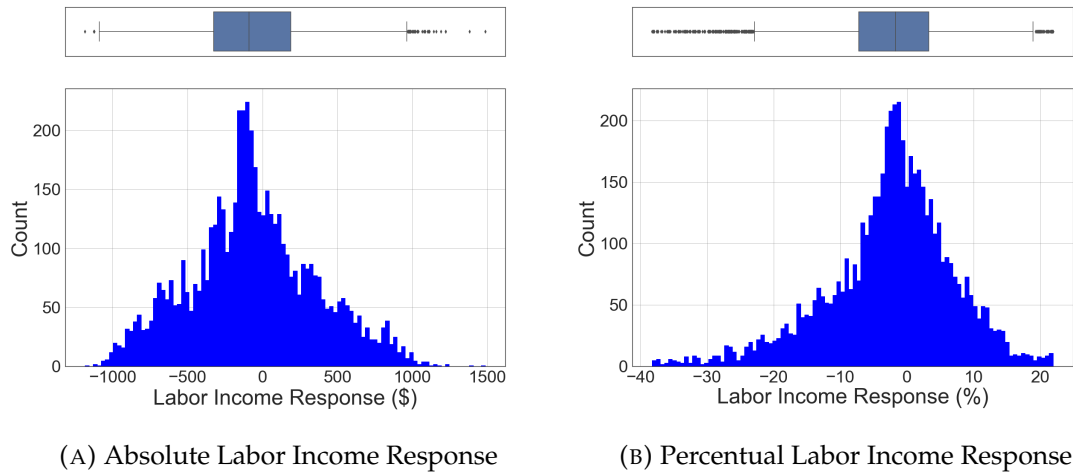 200
150
100
50
0
Count
−1000 −500 0 500 1000 1500
Labor Income Response ($)
(A) Absolute Labor Income Response
200
150
100
50
0
Count
−40 −30 −20 −10 0 10 20
Labor Income Response (%)
(B) Percentual Labor Income Response